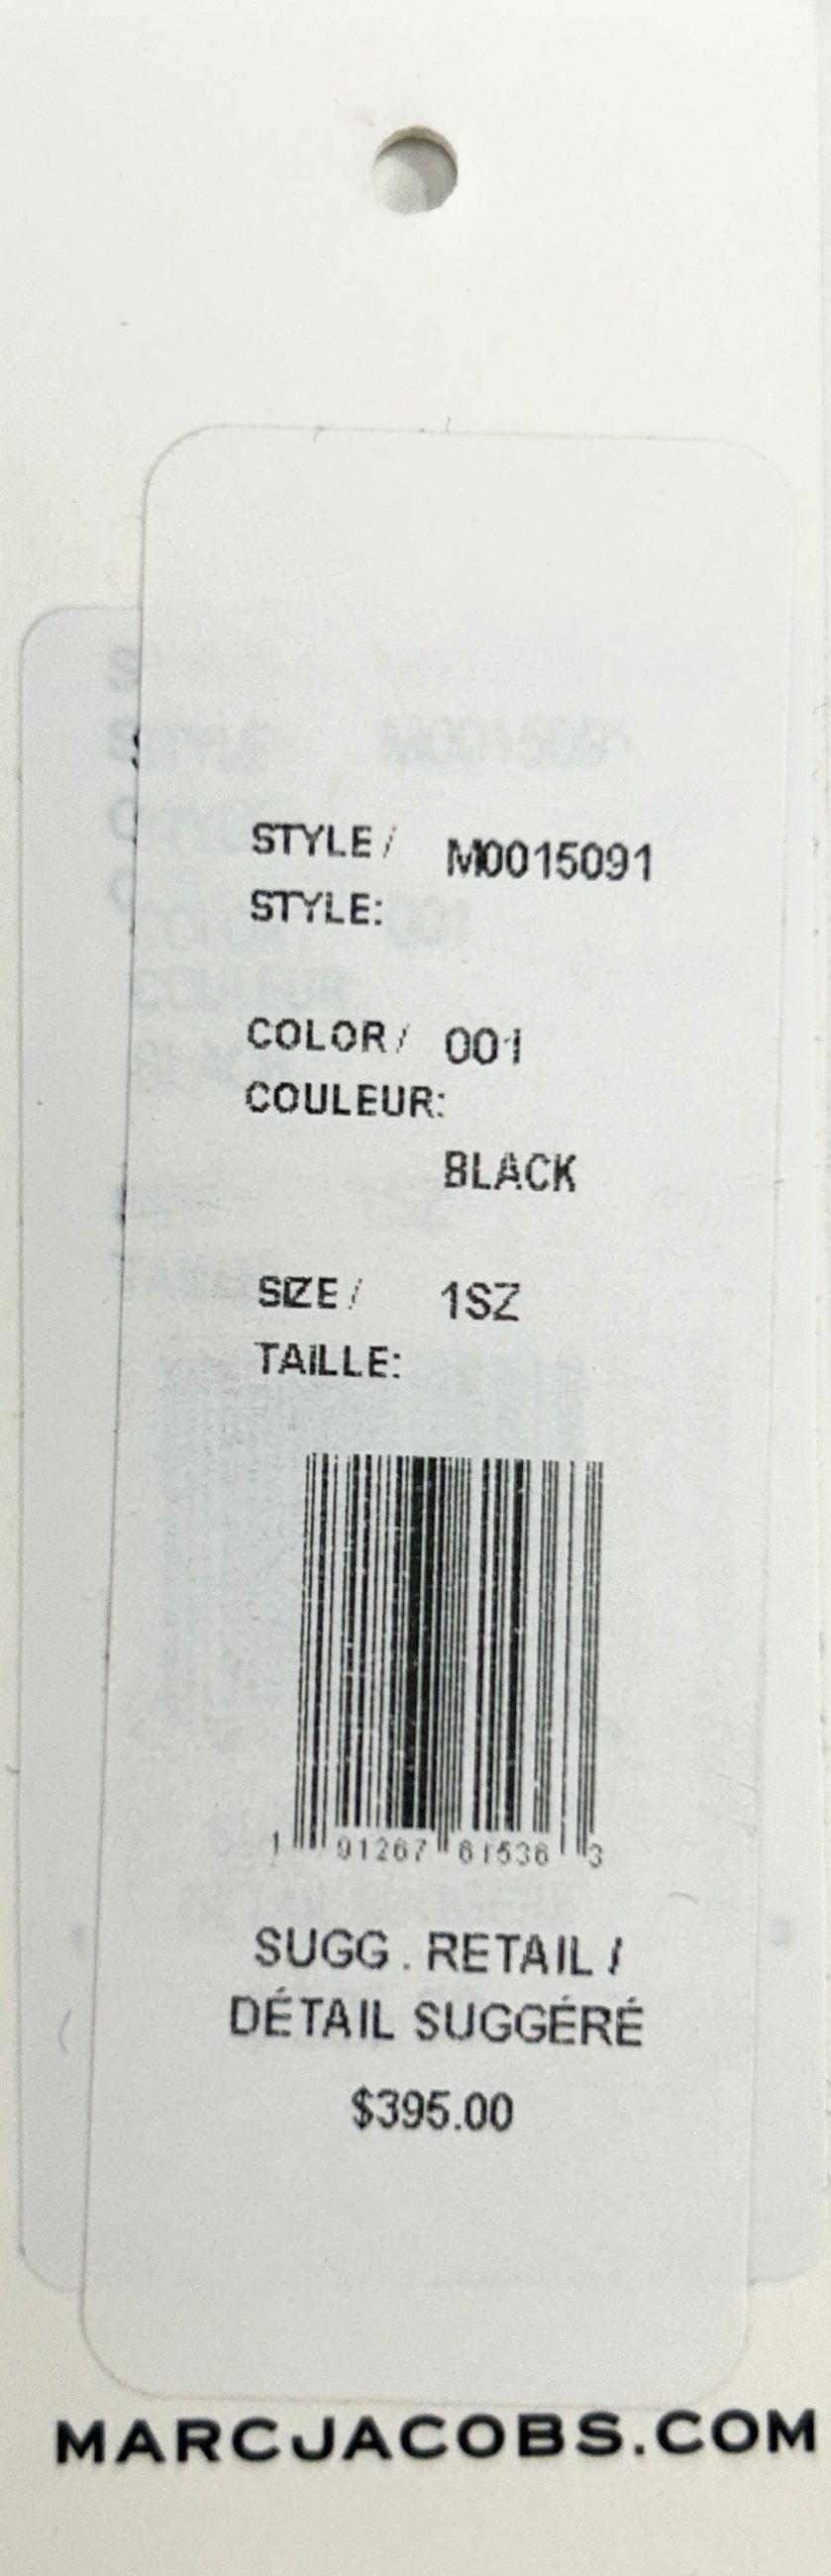 STYLE / M0015091
STYLE:
COLOR / 001
COULEUR:
BLACK
SIZE / 1SZ
TAILLE:
1 91267 61536 3
SUGG. RETAIL /
DÉTAIL SUGGÉRÉ
$395.00
MARCJACOBS.COM